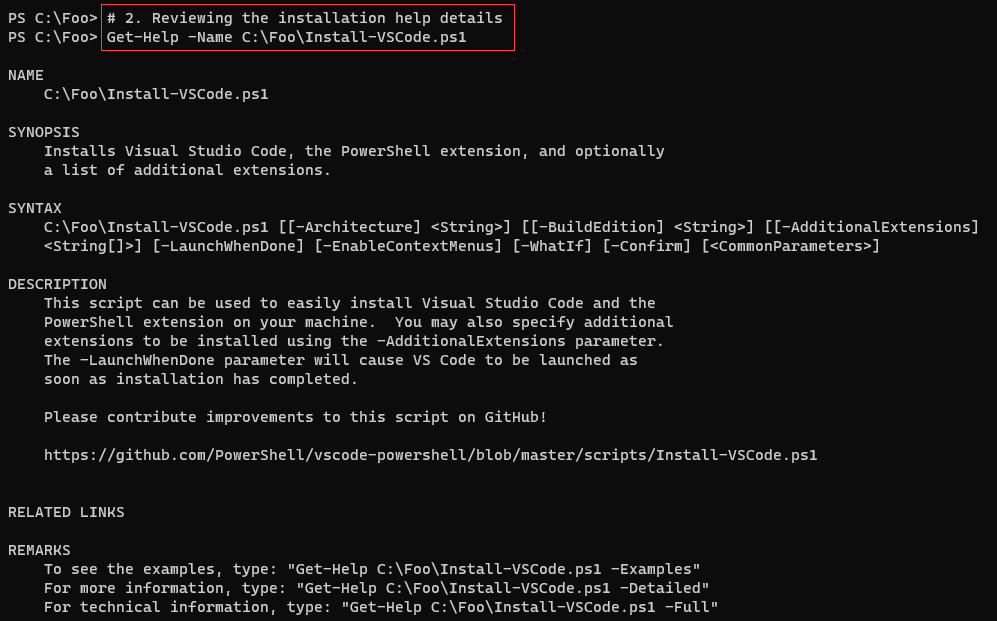 PS C:\Foo> # 2. Reviewing the installation help details
PS C:\Foo> Get-Help -Name C:\Foo\Install-VSCode.ps1
NAME
C:\Foo\Install-VSCode.ps1
SYNOPSIS
Installs Visual Studio Code, the PowerShell extension, and optionally
a list of additional extensions.
SYNTAX
C:\Foo\Install-VSCode.ps1 [[-Architecture] <String>] [[-BuildEdition] <String>] [[-AdditionalExtensions]
<String[]>] [-LaunchWhenDone] [-EnableContextMenus] [-WhatIf] [-Confirm] [<CommonParameters>]
DESCRIPTION
This script can be used to easily install Visual Studio Code and the
PowerShell extension on your machine.  You may also specify additional
extensions to be installed using the -AdditionalExtensions parameter.
The -LaunchWhenDone parameter will cause VS Code to be launched as
soon as installation has completed.
Please contribute improvements to this script on GitHub!
https://github.com/PowerShell/vscode-powershell/blob/master/scripts/Install-VSCode.ps1
RELATED LINKS
REMARKS
To see the examples, type: "Get-Help C:\Foo\Install-VSCode.ps1 -Examples"
For more information, type: "Get-Help C:\Foo\Install-VSCode.ps1 -Detailed"
For technical information, type: "Get-Help C:\Foo\Install-VSCode.ps1 -Full"